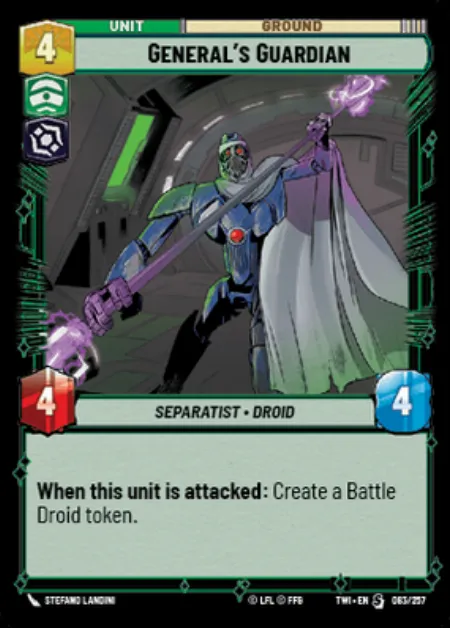 UNIT
GROUND
4
GENERAL'S GUARDIAN
4
4
SEPARATIST • DROID
When this unit is attacked: Create a Battle
Droid token.
STEFANO LANDINI
© LFL © FFG
TWI • EN
063/257